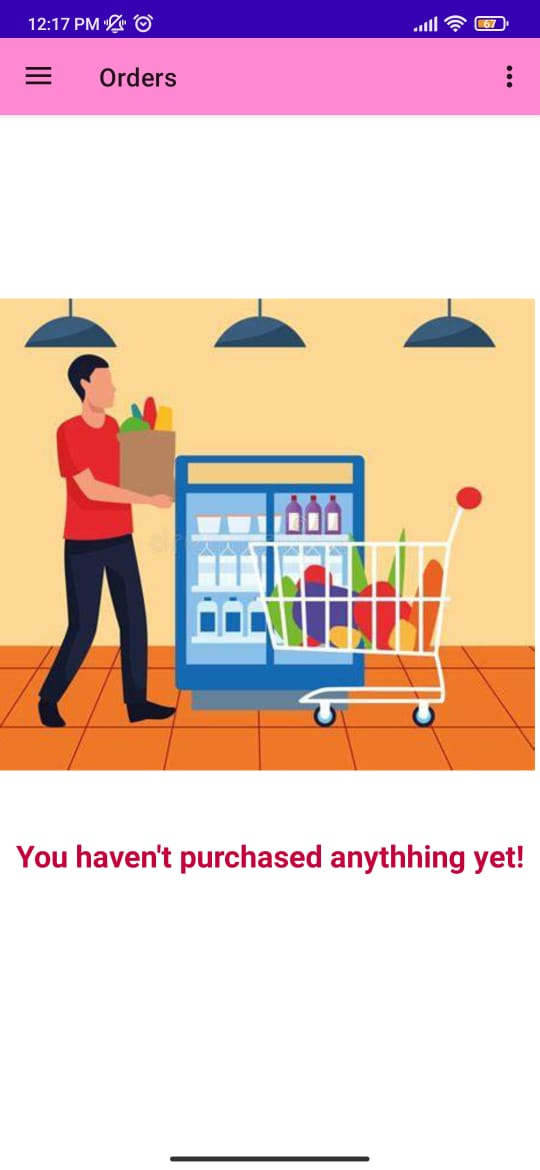 12:17 PM
67
Orders
You haven't purchased anythhing yet!